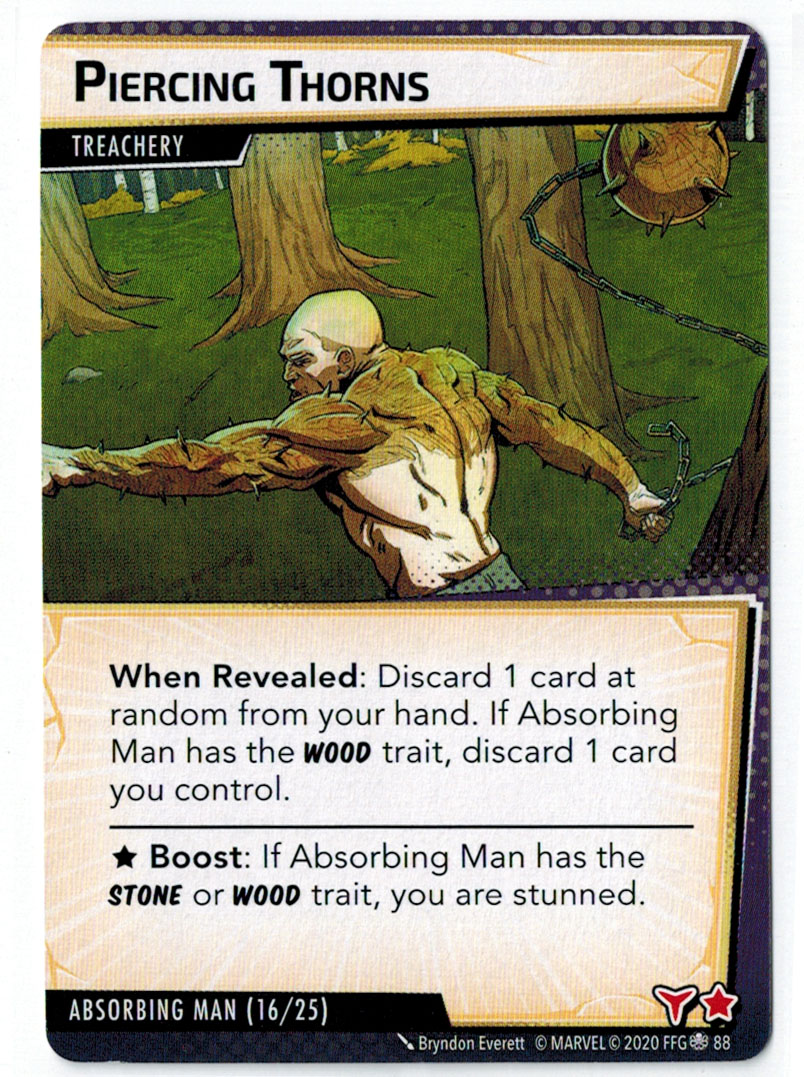 PIERCING THORNS
TREACHERY
When Revealed: Discard 1 card at
random from your hand. If Absorbing
Man has the WOOD trait, discard 1 card
you control.
★ Boost: If Absorbing Man has the
STONE or WOOD trait, you are stunned.
ABSORBING MAN (16/25)
Bryndon Everett © MARVEL © 2020 FFG 88